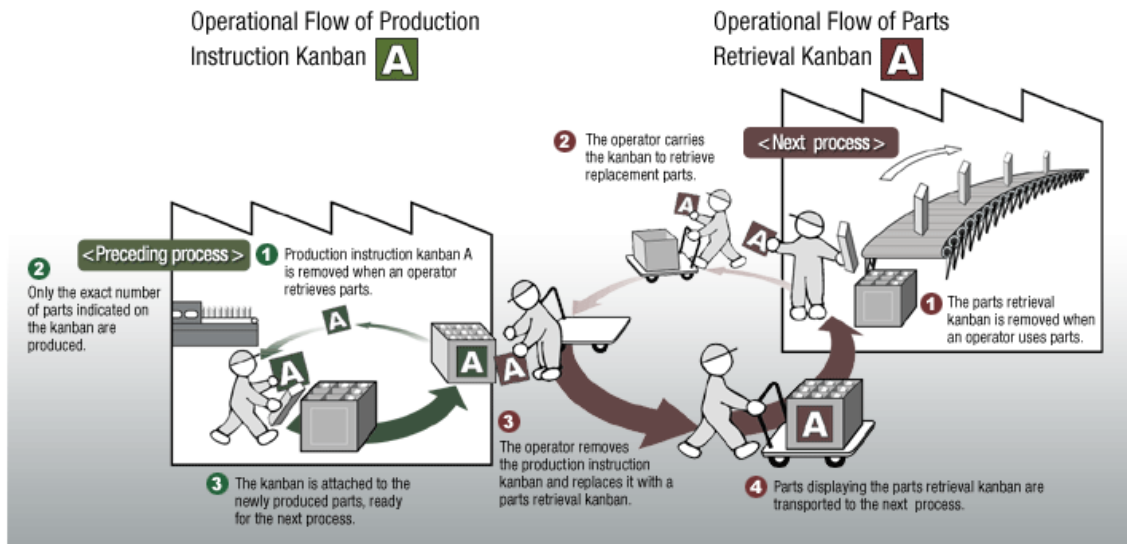 Operational Flow of Production
Instruction Kanban A
Operational Flow of Parts
Retrieval Kanban A
2 The operator carries
the kanban to retrieve
replacement parts.
<Next process>
A
A
<Preceding process>
1 Production instruction kanban A
is removed when an operator
retrieves parts.
2
Only the exact number
of parts indicated on
the kanban are
produced.
1 The parts retrieval
kanban is removed when
an operator uses parts.
A
A
A
A
A
3
The operator removes
the production instruction
kanban and replaces it with a
parts retrieval kanban.
3 The kanban is attached to the
newly produced parts, ready
for the next process.
4 Parts displaying the parts retrieval kanban are
transported to the next process.